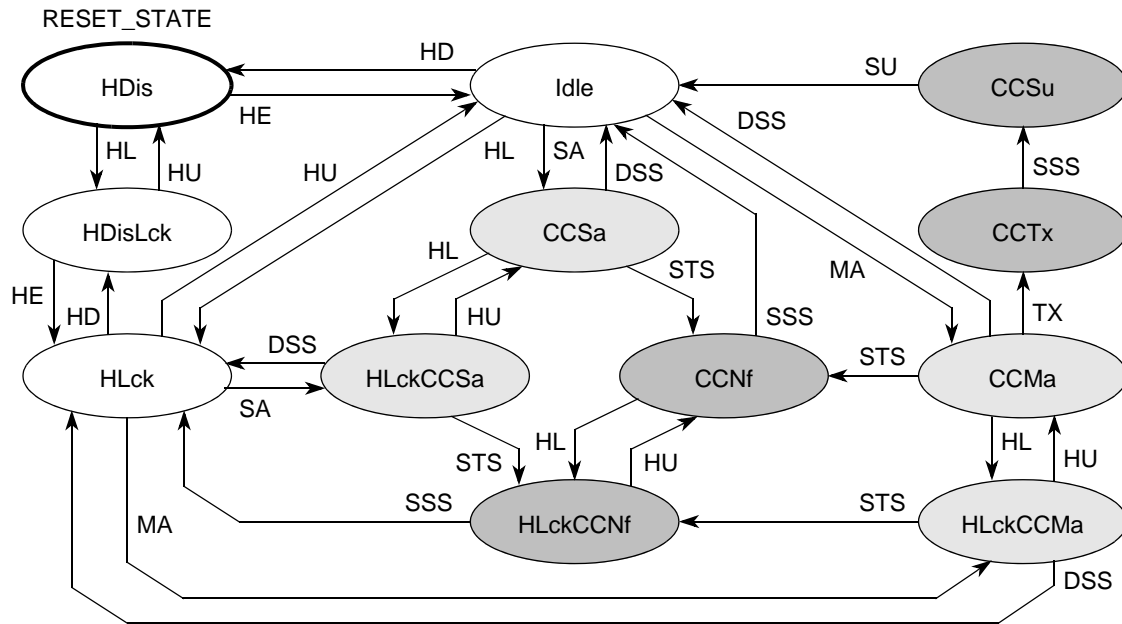 RESET_STATE
HD
HDis
Idle
SU
CCSu
HE
DSS
HL
HU
HU
HL
SA
DSS
SSS
HDisLck
CCSa
CCTx
HL
STS
MA
HE
HD
HU
SSS
TX
DSS
STS
HLck
HLckCCSa
CCNf
CCMa
SA
HL
HL
STS
HU
HU
SSS
STS
MA
HLckCCNf
HLckCCMa
DSS